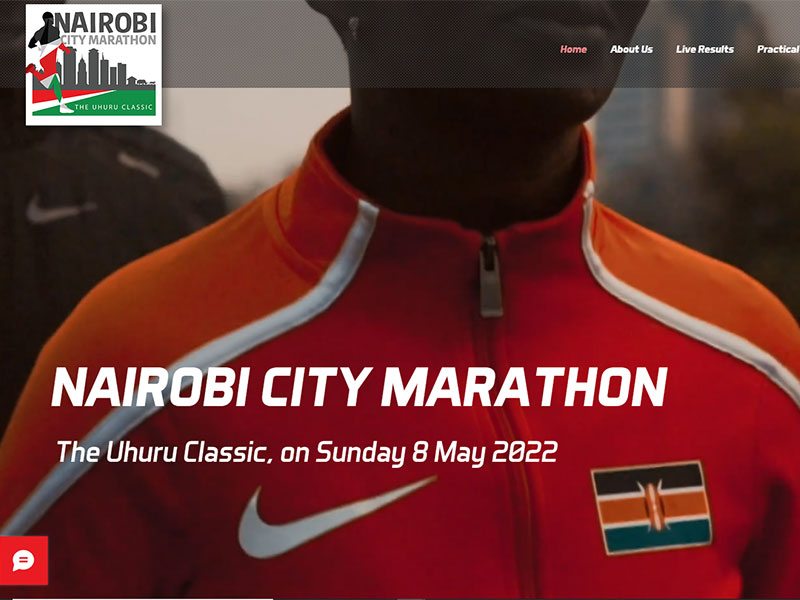 NAIROBI
CITY MARATHON
THE UHURU CLASSIC
Home About Us Live Results Practical
NAIROBI CITY MARATHON
The Uhuru Classic, on Sunday 8 May 2022